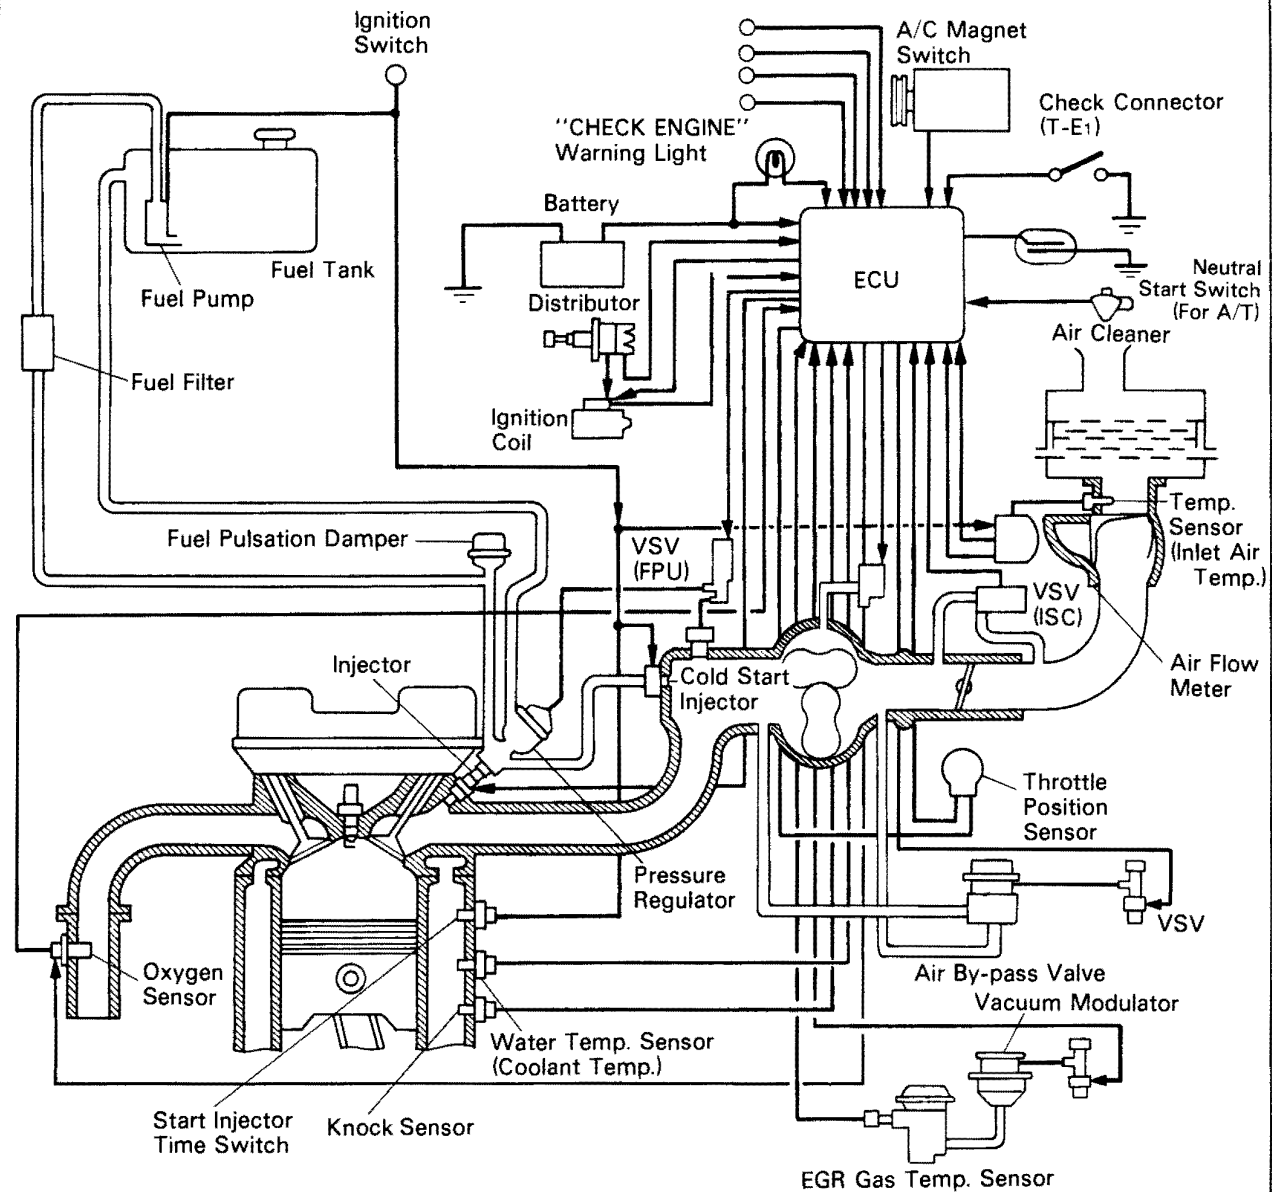 Ignition
Switch
A/C Magnet
Switch
Check Connector
(T-E1)
"CHECK ENGINE"
Warning Light
Battery
Fuel Tank
ECU
Neutral
Start Switch
(For A/T)
Fuel Pump
Distributor
Air Cleaner
Fuel Filter
Ignition
Coil
Temp.
Sensor
(Inlet Air
Temp.)
Fuel Pulsation Damper
VSV
(FPU)
VSV
(ISC)
Injector
Cold Start
Injector
Air Flow
Meter
Throttle
Position
Sensor
Pressure
Regulator
VSV
Oxygen
Sensor
Air By-pass Valve
Vacuum Modulator
Water Temp. Sensor
(Coolant Temp.)
Start Injector
Time Switch
Knock Sensor
EGR Gas Temp. Sensor